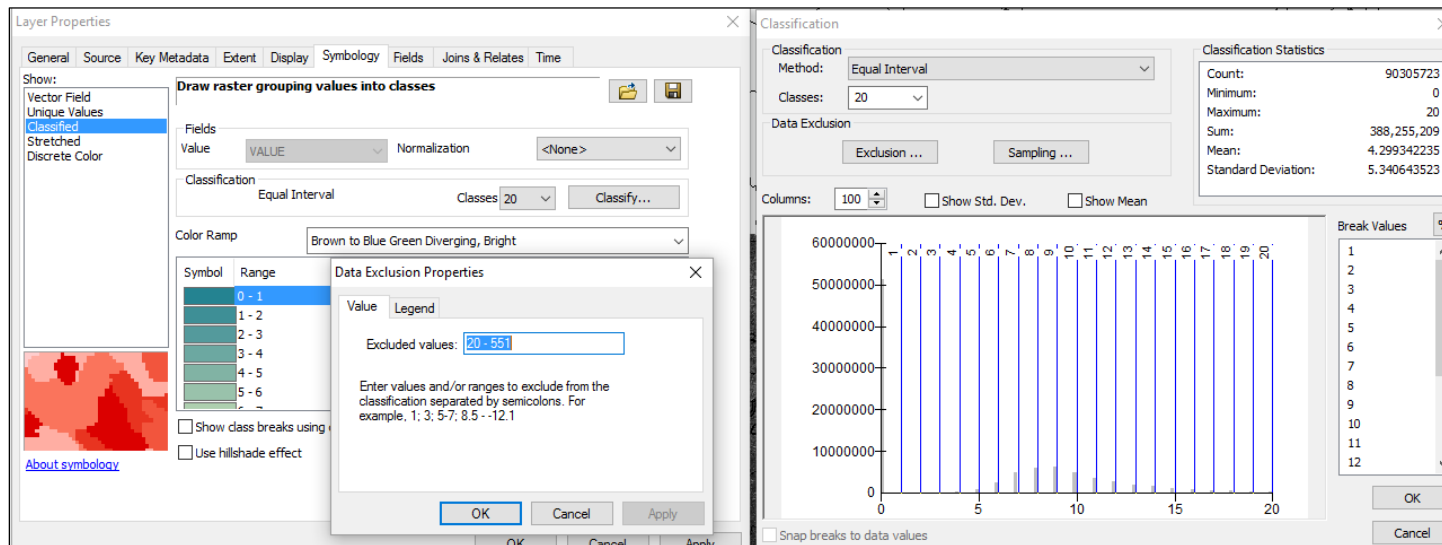 Layer Properties
General Source Key Metadata Extent Display Symbology Fields Joins & Relates Time
Show:
Vector Field
Unique Values
Classified
Stretched
Discrete Color
About symbology
Draw raster grouping values into classes
Fields
Value VALUE Normalization <None>
Classification
Equal Interval Classes 20 Classify...
Color Ramp Brown to Blue Green Diverging, Bright
Symbol Range
0 - 1
1 - 2
2 - 3
3 - 4
4 - 5
5 - 6
Show class breaks using
Use hillshade effect
OK Cancel Apply
Data Exclusion Properties
Value Legend
Excluded values: 20 - 551
Enter values and/or ranges to exclude from the
classification separated by semicolons. For
example, 1; 3; 5-7; 8.5 - -12.1
OK Cancel Apply
Classification
Classification
Method: Equal Interval
Classes: 20
Data Exclusion
Exclusion ... Sampling ...
Classification Statistics
Count: 90305723
Minimum: 0
Maximum: 20
Sum: 388,255,209
Mean: 4.299342235
Standard Deviation: 5.340643523
Columns: 100 Show Std. Dev. Show Mean
1 2 3 4 5 6 7 8 9 10 11 12 13 14 15 16 17 18 19 20
60000000
50000000
40000000
30000000
20000000
10000000
0
0 5 10 15 20
Break Values %
1
2
3
4
5
6
7
8
9
10
11
12
Snap breaks to data values
OK
Cancel